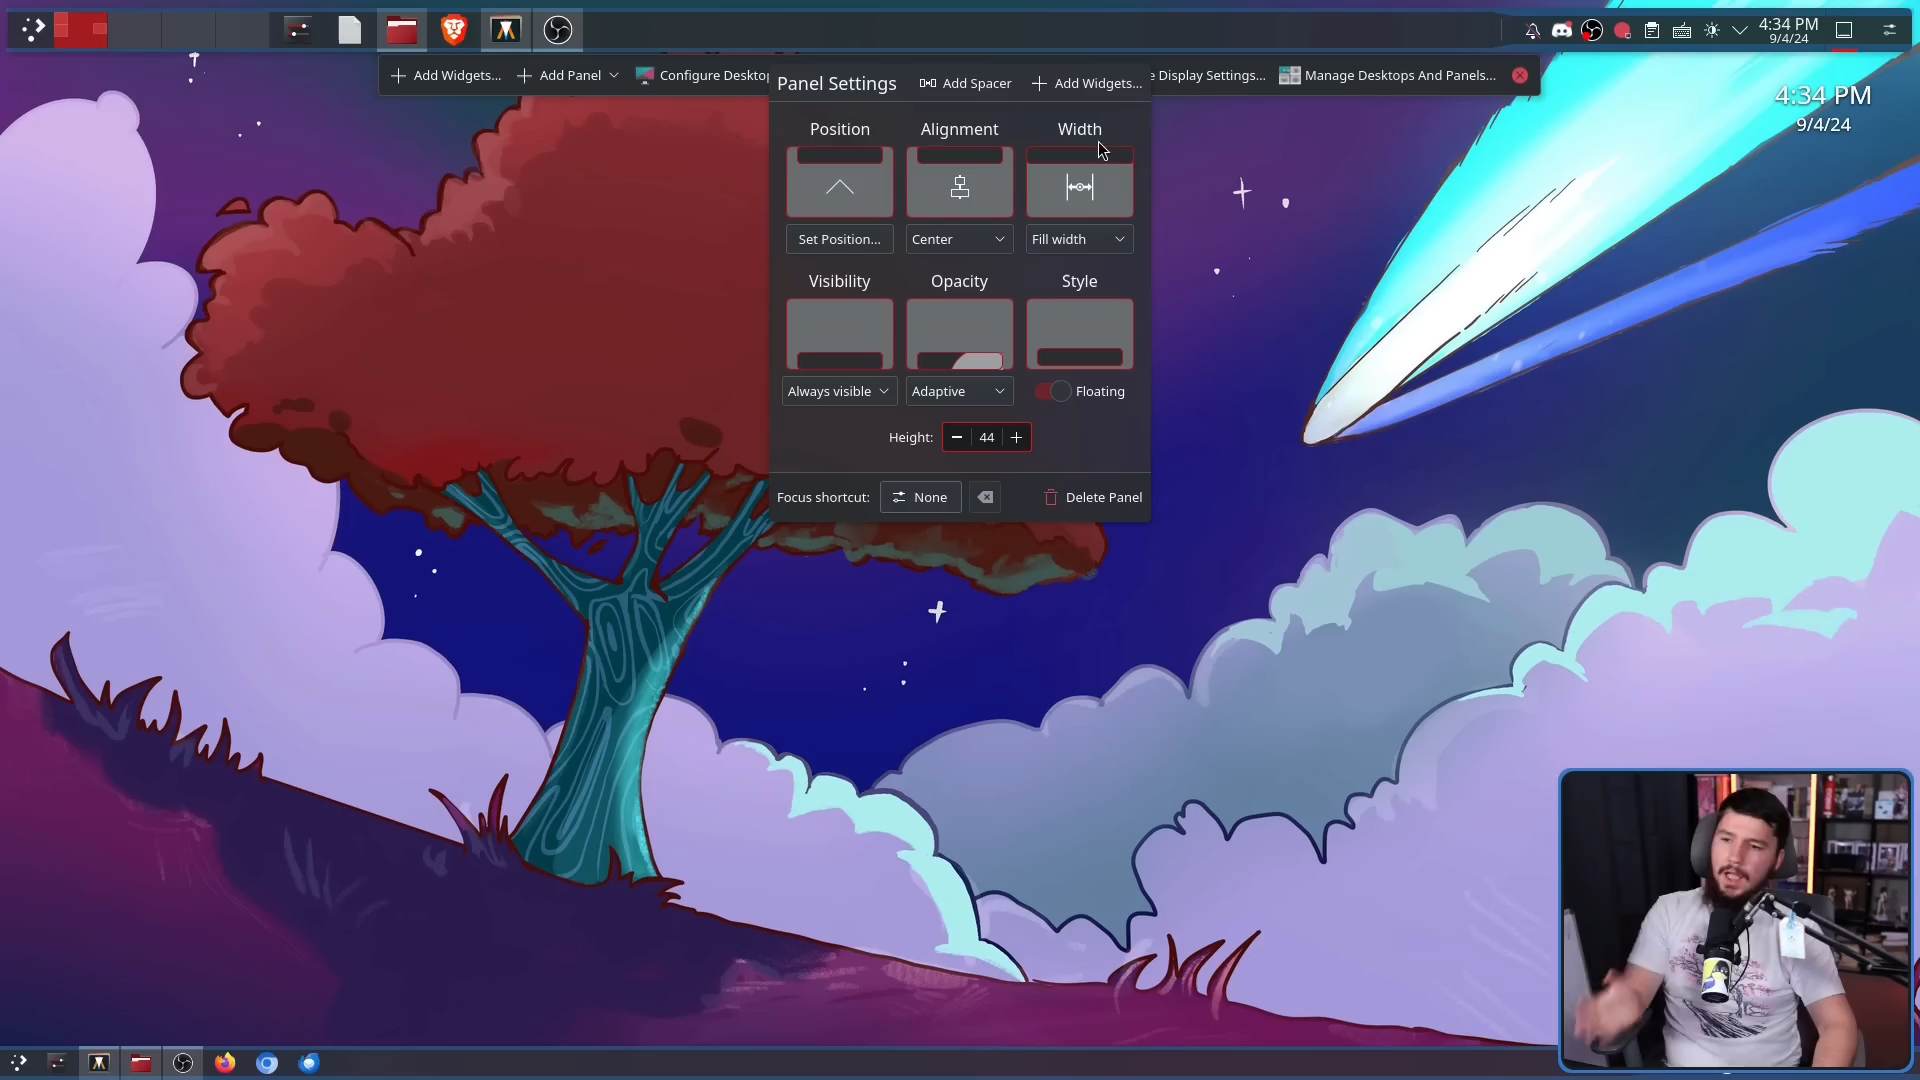 4:34 PM
9/4/24
Add Widgets...
Add Panel
Configure Deskto
Panel Settings
Add Spacer
Add Widgets...
e Display Settings...
Manage Desktops And Panels...
4:34 PM
9/4/24
Position
Alignment
Width
Set Position...
Center
Fill width
Visibility
Opacity
Style
Always visible
Adaptive
Floating
Height:
44
Focus shortcut:
None
Delete Panel